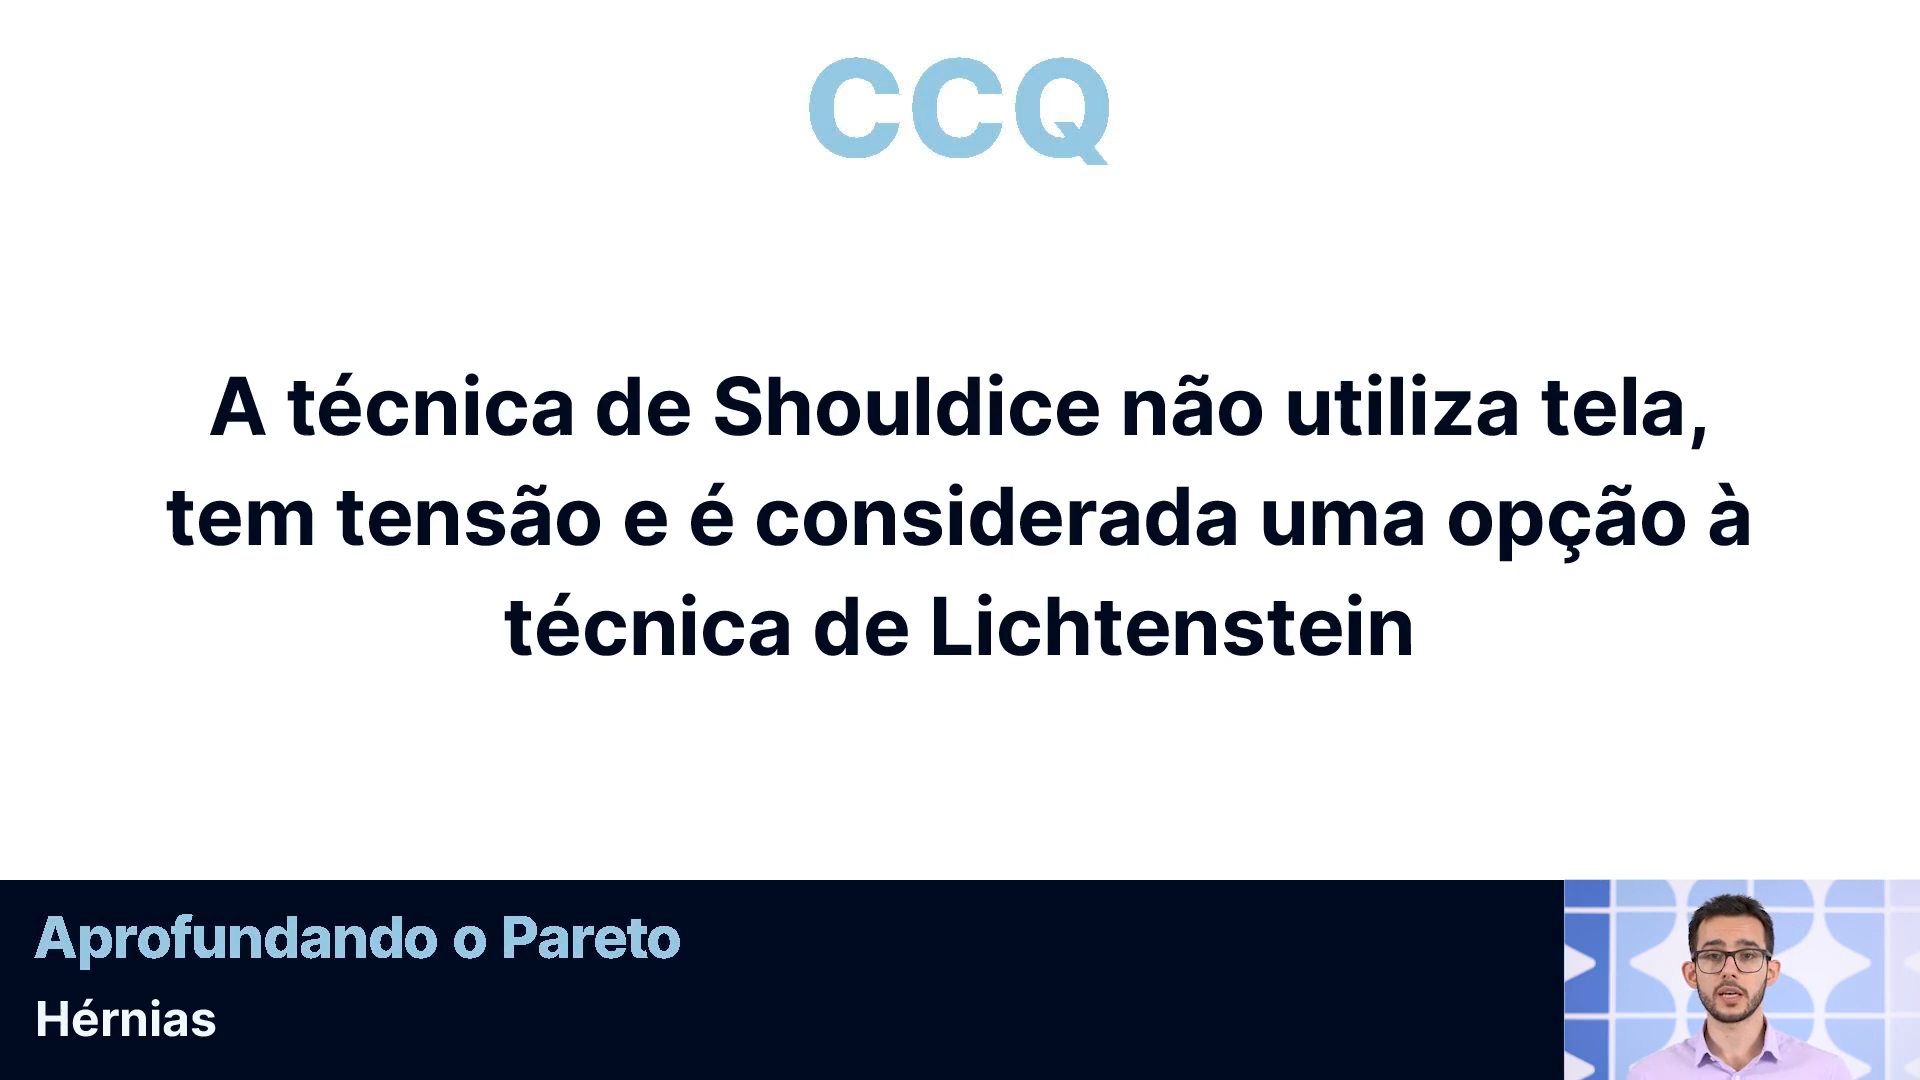 CCQ
A técnica de Shouldice não utiliza tela,
tem tensão e é considerada uma opção à
técnica de Lichtenstein
Aprofundando o Pareto
Hérnias